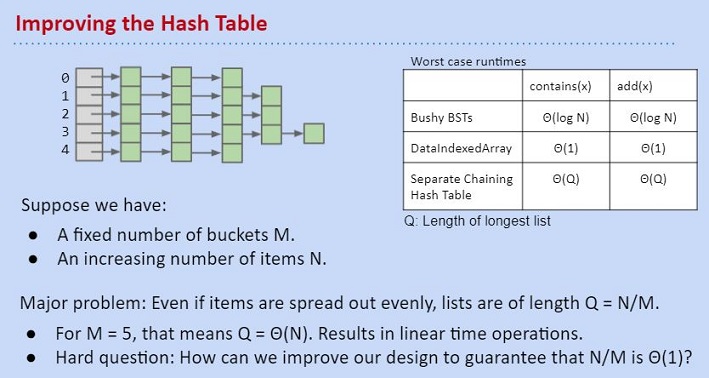 Improving the Hash Table
Worst case runtimes
contains(x) add(x)
Bushy BSTs Θ(log N) Θ(log N)
DataIndexedArray Θ(1) Θ(1)
Separate Chaining Hash Table Θ(Q) Θ(Q)
Q: Length of longest list
0
1
2
3
4
Suppose we have:
● A fixed number of buckets M.
● An increasing number of items N.
Major problem: Even if items are spread out evenly, lists are of length Q = N/M.
● For M = 5, that means Q = Θ(N). Results in linear time operations.
● Hard question: How can we improve our design to guarantee that N/M is Θ(1)?